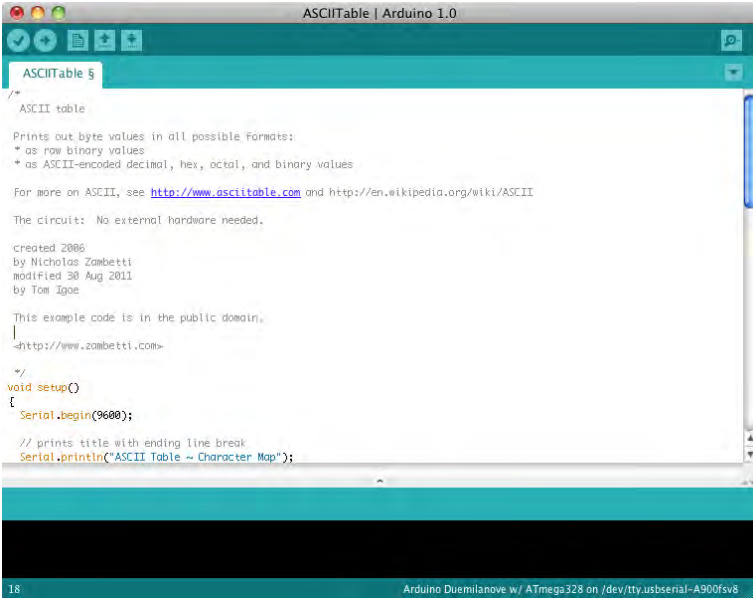 ASCIITable | Arduino 1.0
ASCIITable §
/*
ASCII table
Prints out byte values in all possible formats:
* as raw binary values
* as ASCII-encoded decimal, hex, octal, and binary values
For more on ASCII, see http://www.asciitable.com and http://en.wikipedia.org/wiki/ASCII
The circuit: No external hardware needed.
created 2006
by Nicholas Zambetti
modified 30 Aug 2011
by Tom Igoe
This example code is in the public domain.
<http://www.zambetti.com>
*/
void setup()
{
Serial.begin(9600);
// prints title with ending line break
Serial.println("ASCII Table ~ Character Map");
18 Arduino Duemilanove w/ ATmega328 on /dev/tty.usbserial-A900fsv8